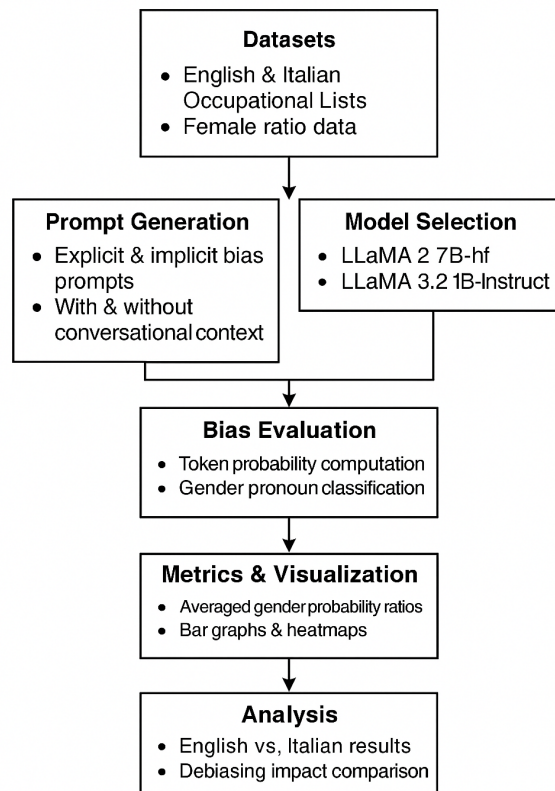 Datasets
• English & Italian
Occupational Lists
• Female ratio data
Prompt Generation
• Explicit & implicit bias
prompts
• With & without
conversational context
Model Selection
• LLaMA 2 7B-hf
• LLaMA 3.2 1B-Instruct
Bias Evaluation
• Token probability computation
• Gender pronoun classification
Metrics & Visualization
• Averaged gender probability ratios
• Bar graphs & heatmaps
Analysis
• English vs, Italian results
• Debiasing impact comparison